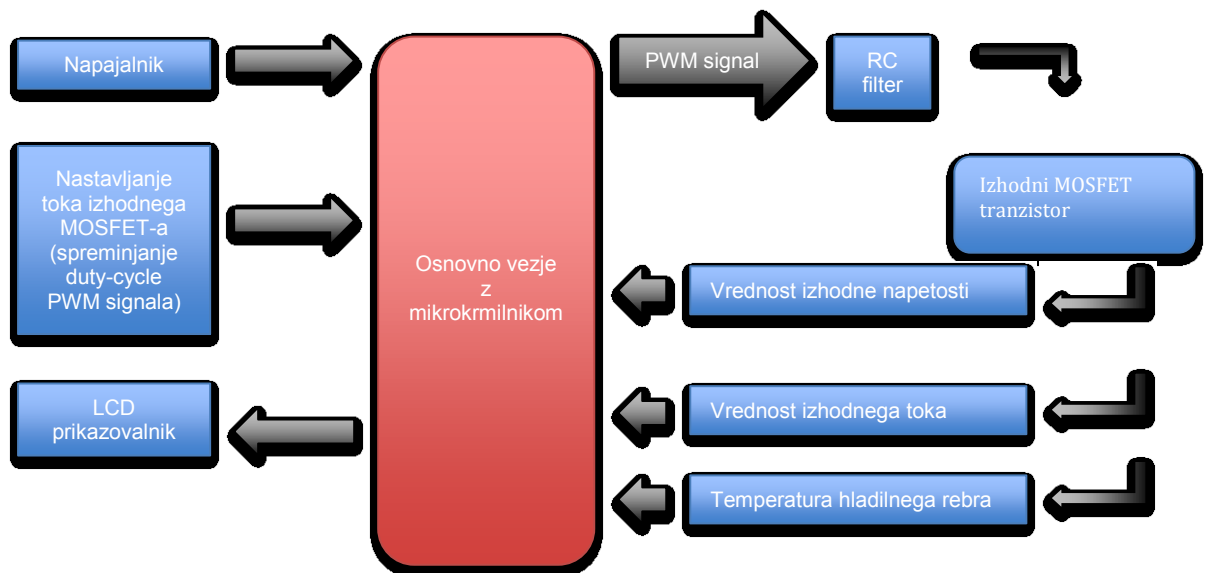 Napajalnik
Nastavljanje
toka izhodnega
MOSFET-a
(spreminjanje
duty-cycle
PWM signala)
LCD
prikazovalnik
Osnovno vezje
z
mikrokrmilnikom
PWM signal
RC
filter
Izhodni MOSFET
tranzistor
Vrednost izhodne napetosti
Vrednost izhodnega toka
Temperatura hladilnega rebra